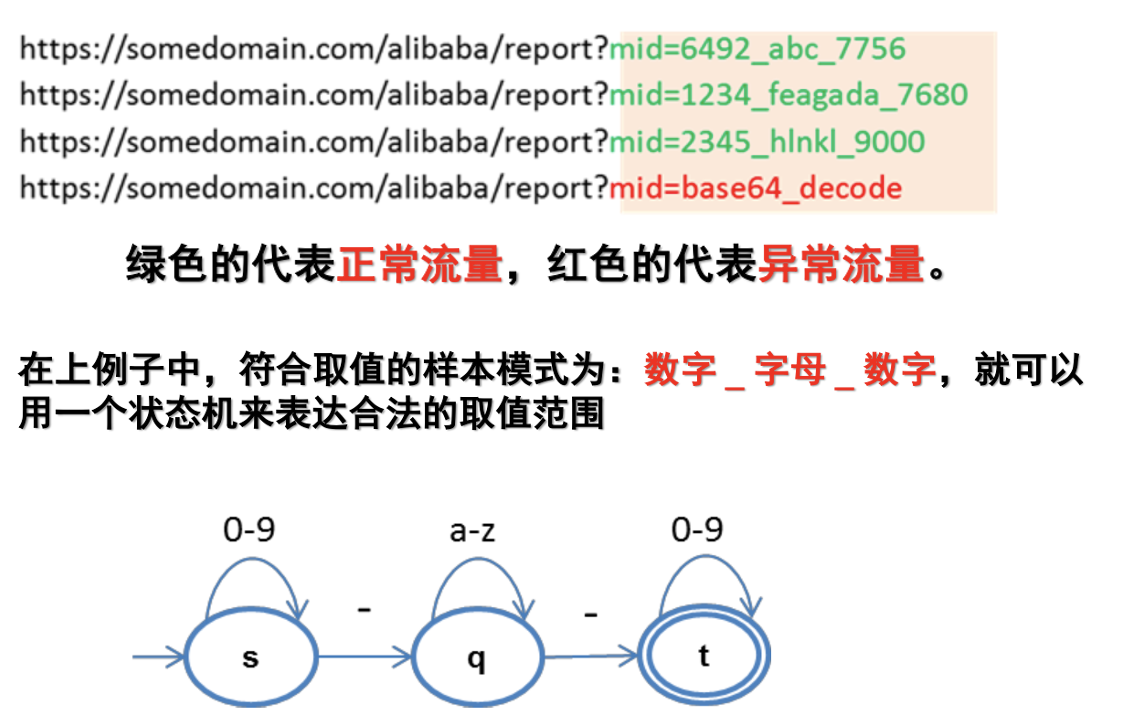 https://somedomain.com/alibaba/report?mid=6492_abc_7756
https://somedomain.com/alibaba/report?mid=1234_feagada_7680
https://somedomain.com/alibaba/report?mid=2345_hlnkl_9000
https://somedomain.com/alibaba/report?mid=base64_decode
绿色的代表正常流量，红色的代表异常流量。
在上例子中，符合取值的样本模式为：数字 _ 字母 _ 数字，就可以
用一个状态机来表达合法的取值范围
0-9 a-z 0-9
- -
s q t